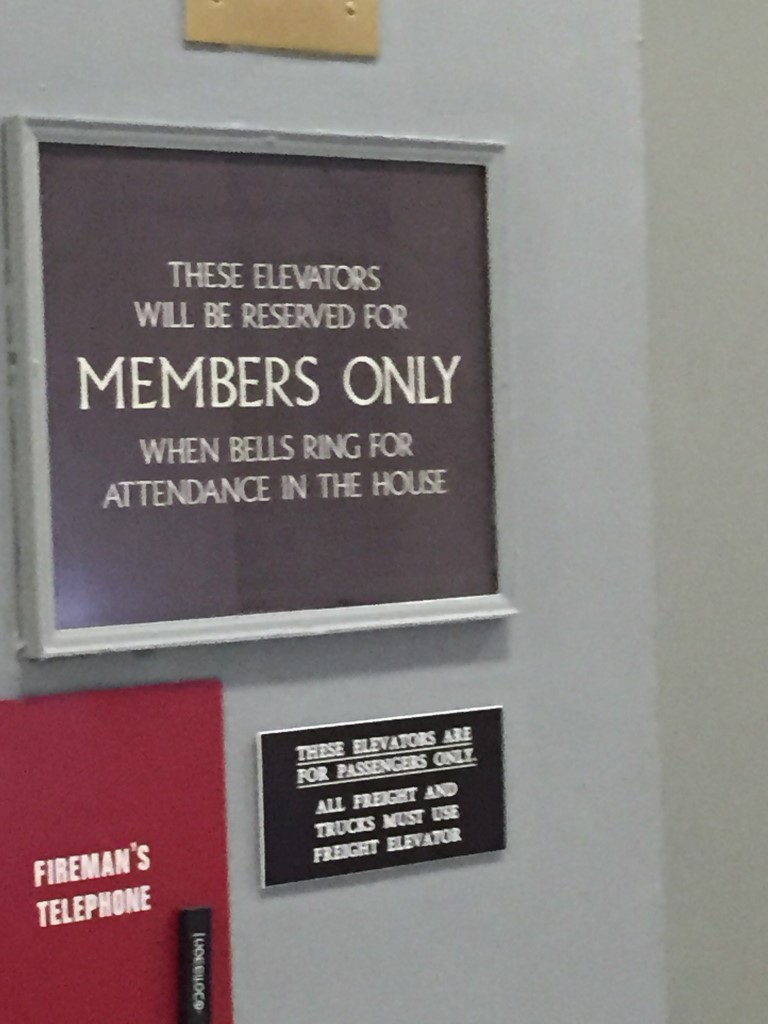 THESE ELEVATORS
WILL BE RESERVED FOR
MEMBERS ONLY
WHEN BELLS RING FOR
ATTENDANCE IN THE HOUSE
THESE ELEVATORS ARE
FOR PASSENGERS ONLY.
ALL FREIGHT AND
TRUCKS MUST USE
FREIGHT ELEVATOR
FIREMAN'S
TELEPHONE